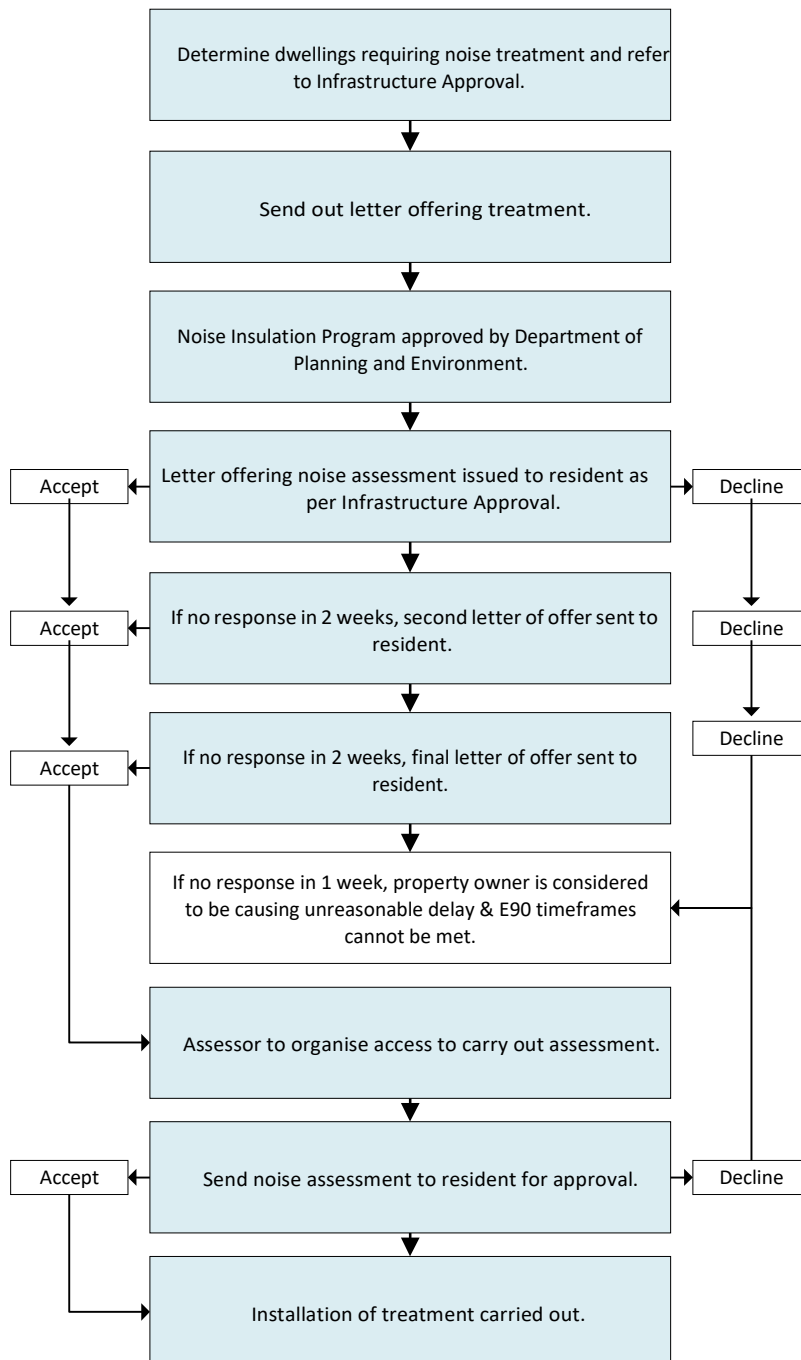 Determine dwellings requiring noise treatment and refer
to Infrastructure Approval.
Send out letter offering treatment.
Noise Insulation Program approved by Department of
Planning and Environment.
Accept
Letter offering noise assessment issued to resident as
per Infrastructure Approval.
Decline
Accept
If no response in 2 weeks, second letter of offer sent to
resident.
Decline
Accept
If no response in 2 weeks, final letter of offer sent to
resident.
Decline
If no response in 1 week, property owner is considered
to be causing unreasonable delay & E90 timeframes
cannot be met.
Assessor to organise access to carry out assessment.
Accept
Send noise assessment to resident for approval.
Decline
Installation of treatment carried out.